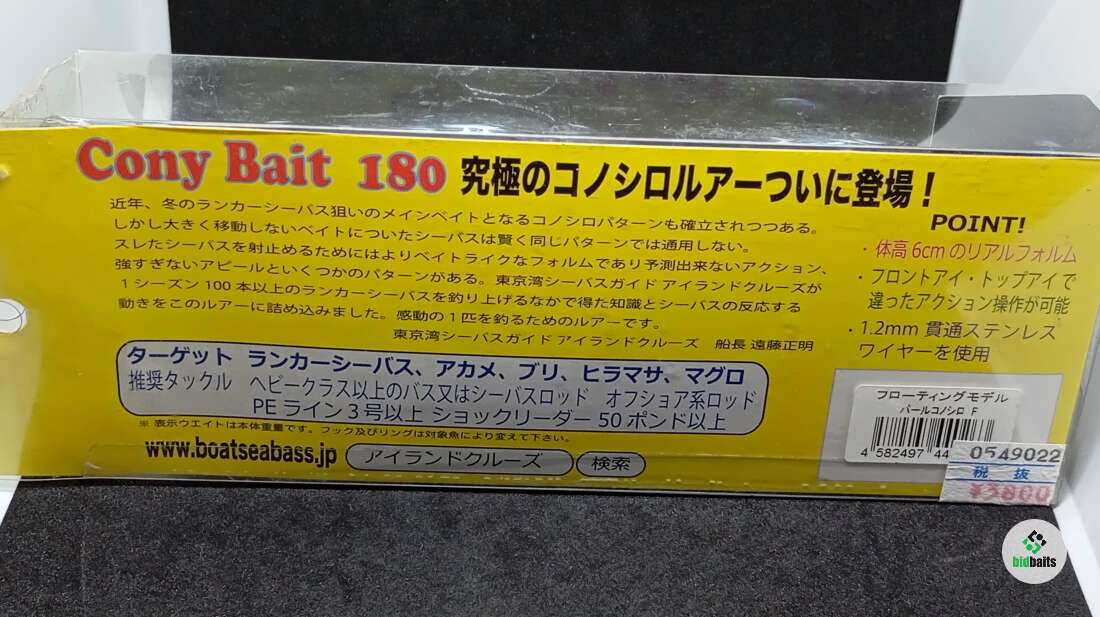 Cony Bait 180 究極のコノシロルアーついに登場！
近年、冬のランカーシーバス狙いのメインベイトとなるコノシロパターンも確立されつつある。
しかし大きく移動しないベイトについたシーバスは賢く同じパターンでは通用しない。
スレたシーバスを射止めるためにはよりベイトライクなフォルムであり予測出来ないアクション、
強すぎないアピールといくつかのパターンがある。東京湾シーバスガイド アイランドクルーズが
1シーズン100本以上のランカーシーバスを釣り上げるなかで得た知識とシーバスの反応する
動きをこのルアーに詰め込みました。感動の1匹を釣るためのルアーです。
東京湾シーバスガイド アイランドクルーズ 船長 遠藤正明
POINT!
・体高6cmのリアルフォルム
・フロントアイ・トップアイで
違ったアクション操作が可能
・1.2mm 貫通ステンレス
ワイヤーを使用
ターゲット ランカーシーバス、アカメ、ブリ、ヒラマサ、マグロ
推奨タックル ヘビークラス以上のバス又はシーバスロッド オフショア系ロッド
PEライン3号以上 ショックリーダー50ポンド以上
※ 表示ウエイトは本体重量です。フック及びリングは対象魚により変えて下さい。
www.boatseabass.jp アイランドクルーズ 検索
フローティングモデル
パールコノシロ F
4 582497 44
0549022
税 抜
¥3800
bidbaits